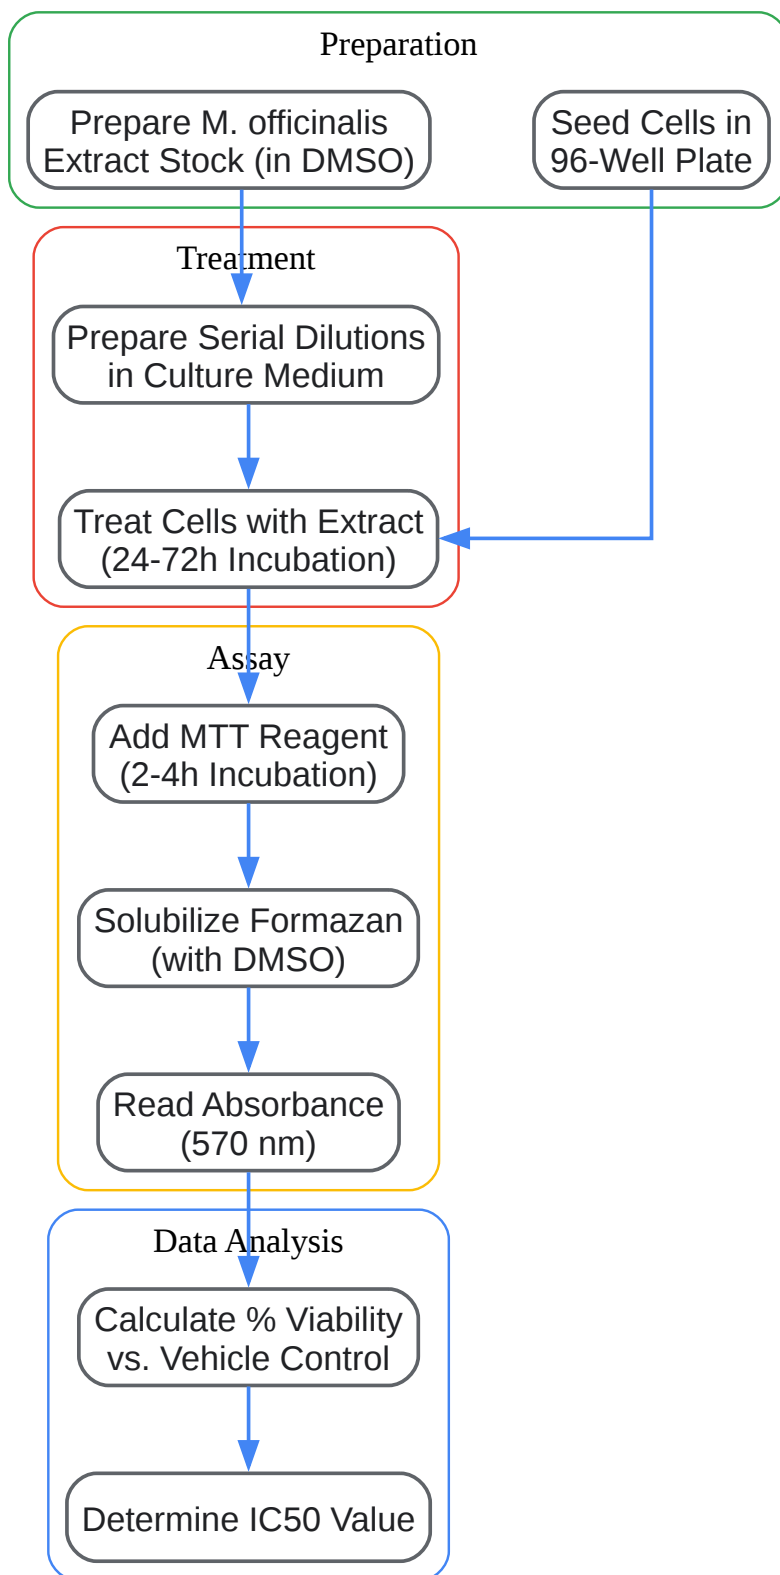 Preparation
Prepare M. officinalis
Extract Stock (in DMSO)
Seed Cells in
96-Well Plate
Treatment
Prepare Serial Dilutions
in Culture Medium
Treat Cells with Extract
(24-72h Incubation)
Assay
Add MTT Reagent
(2-4h Incubation)
Solubilize Formazan
(with DMSO)
Read Absorbance
(570 nm)
Data Analysis
Calculate % Viability
vs. Vehicle Control
Determine IC50 Value